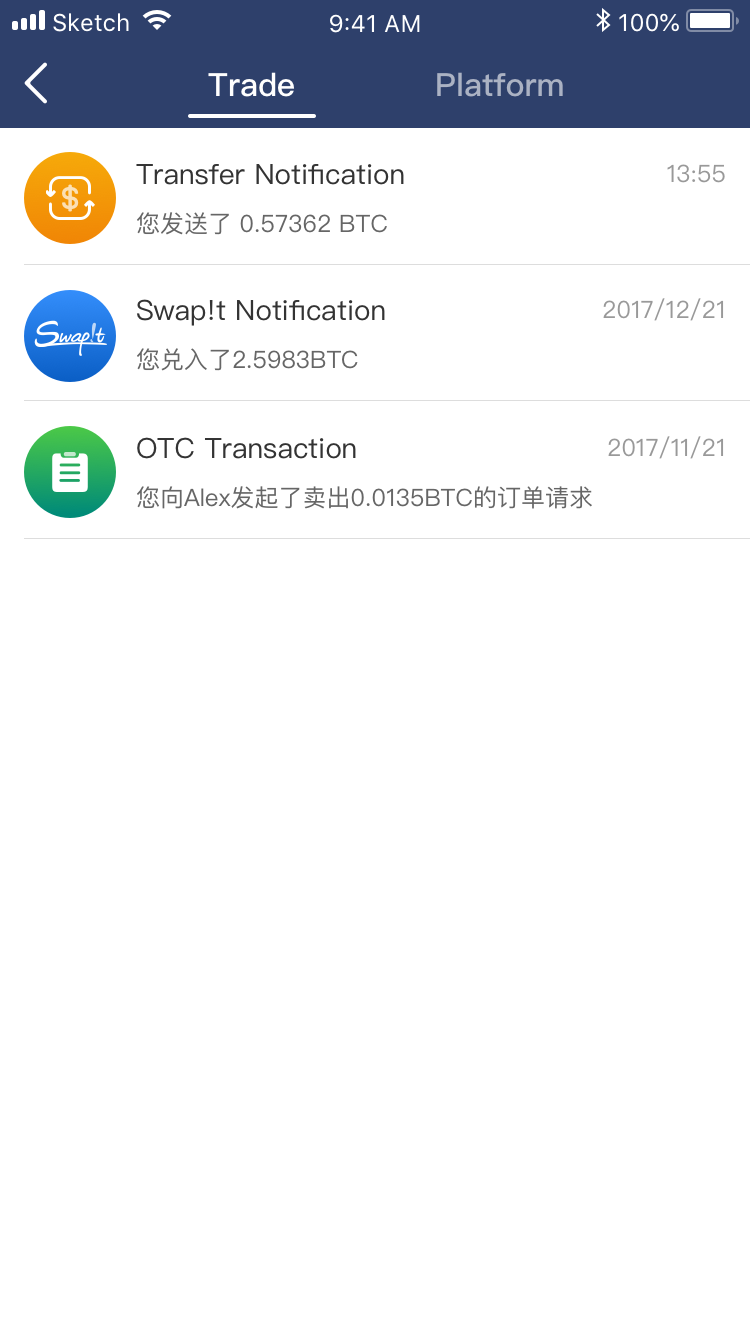 Sketch 9:41 AM 100%
Trade Platform
Transfer Notification 13:55
您发送了 0.57362 BTC
Swap!t Notification 2017/12/21
Swap!t
您兑入了2.5983BTC
OTC Transaction 2017/11/21
您向Alex发起了卖出0.0135BTC的订单请求